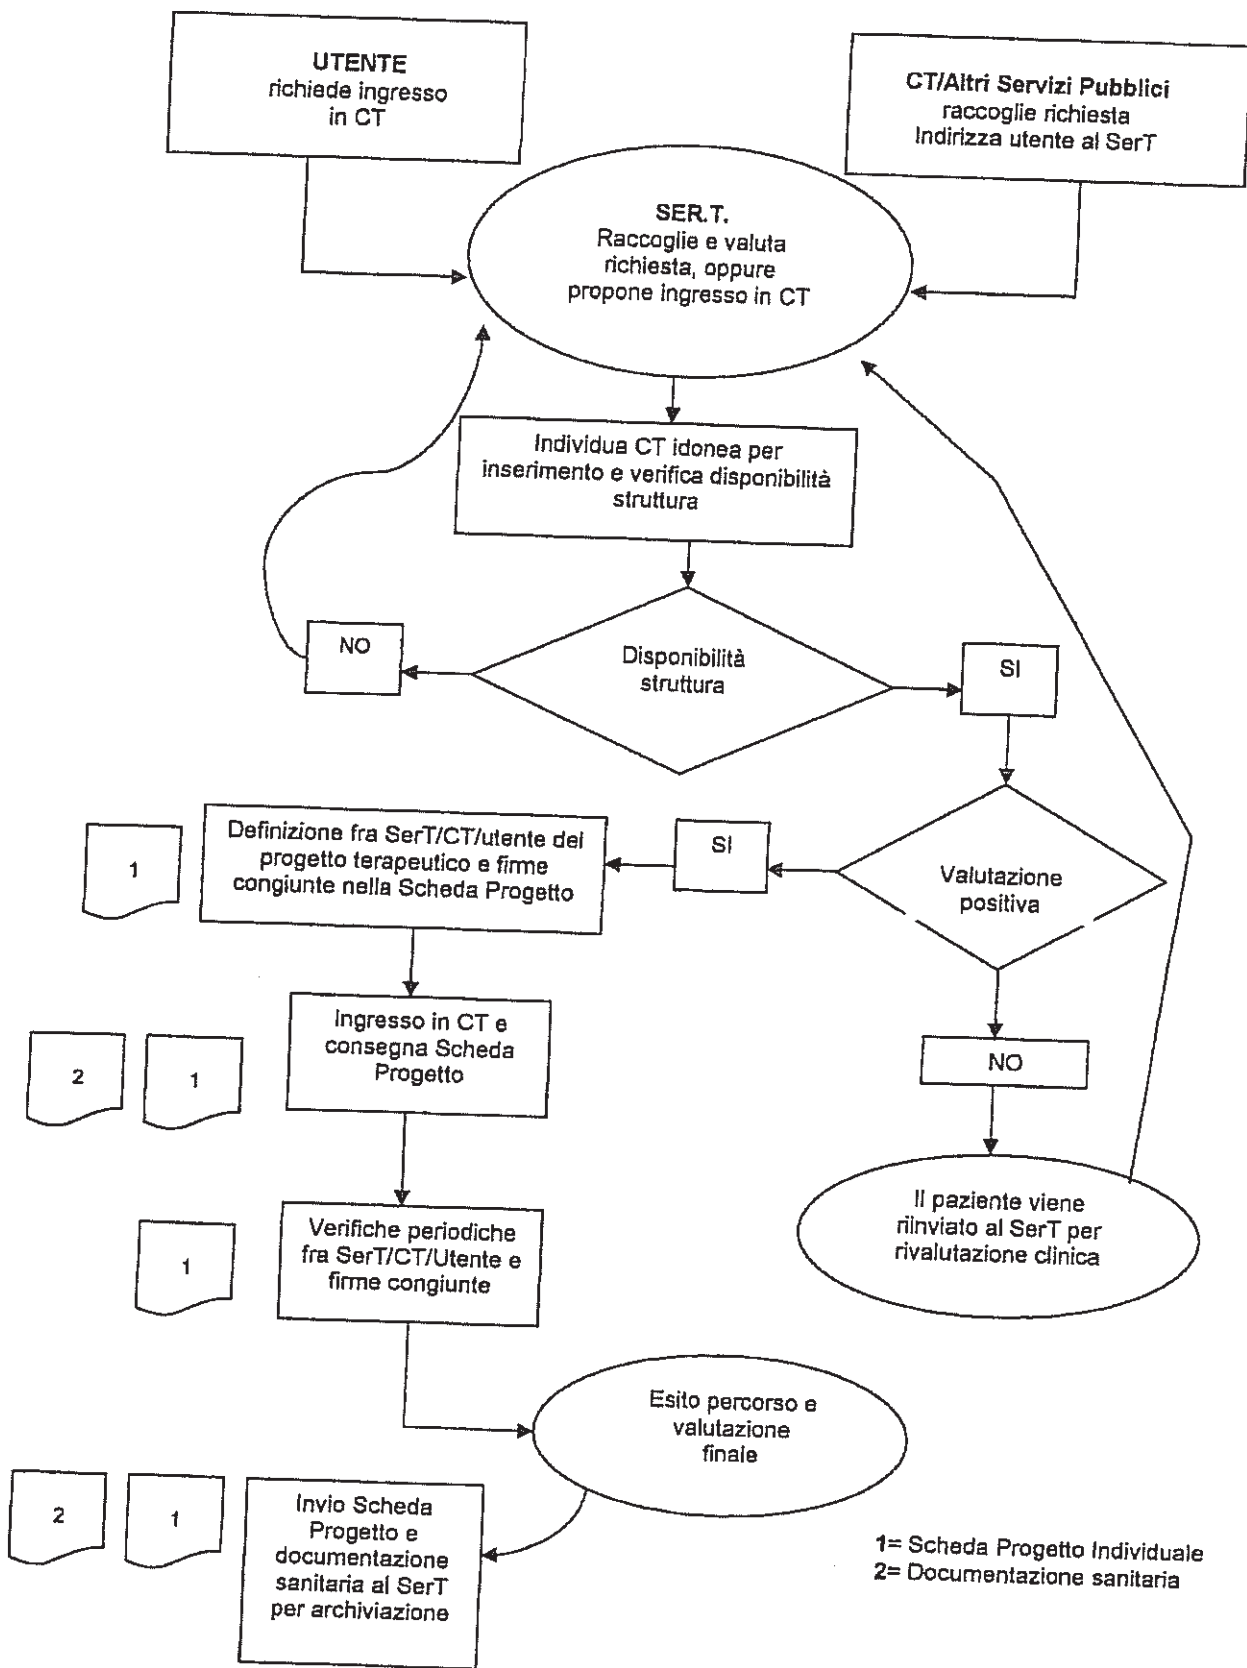 UTENTE
richiede ingresso
in CT
CT/Altri Servizi Pubblici
raccoglie richiesta
Indirizza utente al SerT
SER.T.
Raccoglie e valuta
richiesta, oppure
propone ingresso in CT
Individua CT idonea per
inserimento e verifica disponibilità
struttura
NO
Disponibilità
struttura
SI
1
Definizione fra SerT/CT/utente del
progetto terapeutico e firme
congiunte nella Scheda Progetto
SI
Valutazione
positiva
2
1
Ingresso in CT e
consegna Scheda
Progetto
NO
1
Verifiche periodiche
fra SerT/CT/Utente e
firme congiunte
Il paziente viene
riinviato al SerT per
rivalutazione clinica
Esito percorso e
valutazione
finale
2
1
Invio Scheda
Progetto e
documentazione
sanitaria al SerT
per archiviazione
1= Scheda Progetto Individuale
2= Documentazione sanitaria